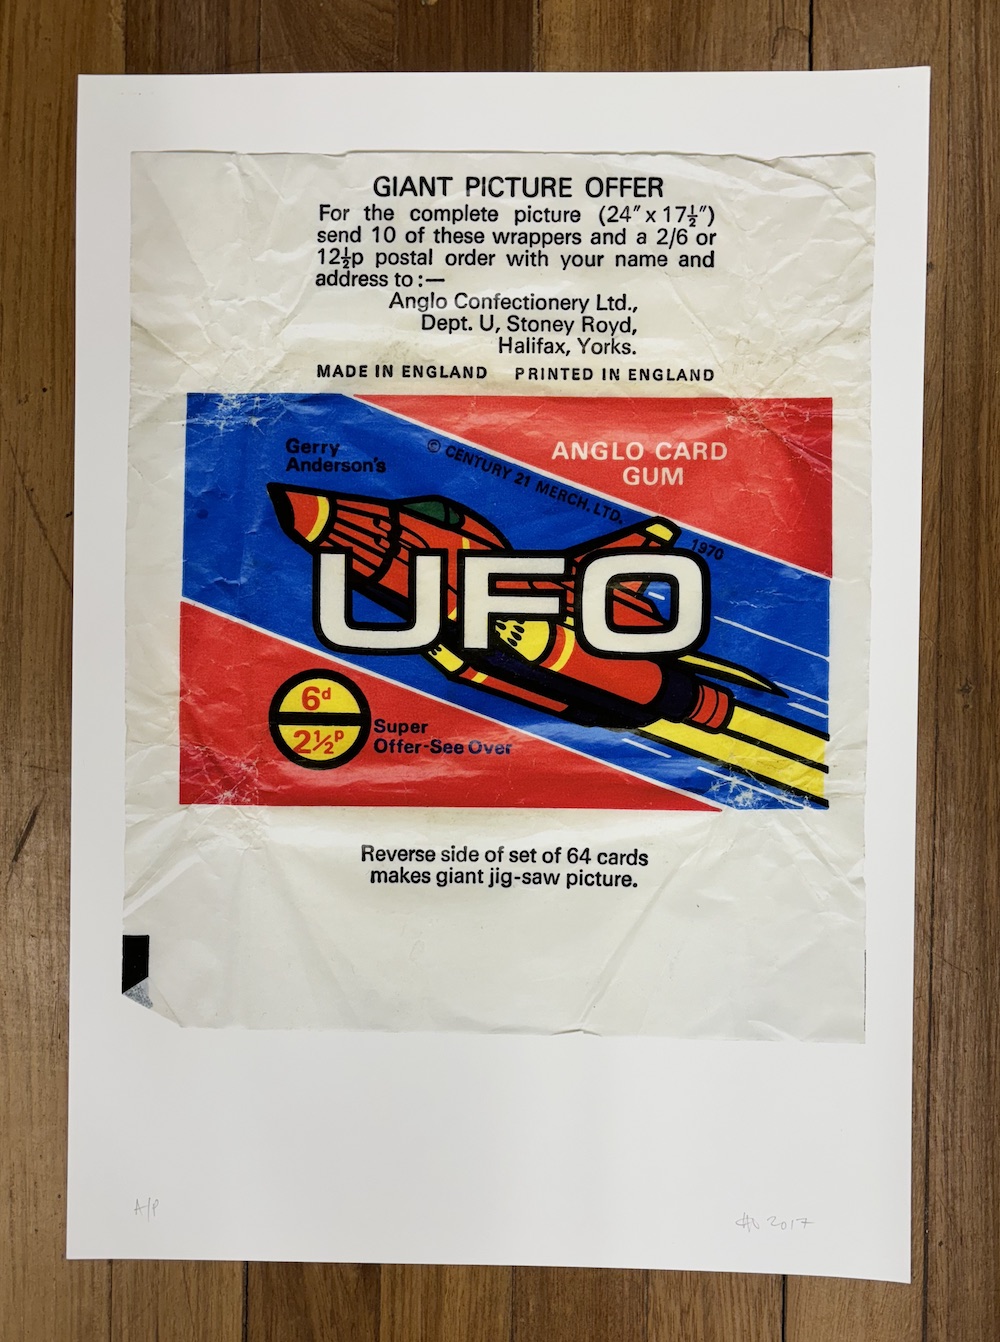 GIANT PICTURE OFFER
For the complete picture (24" x 17½")
send 10 of these wrappers and a 2/6 or
12½p postal order with your name and
address to :—
Anglo Confectionery Ltd.,
Dept. U, Stoney Royd,
Halifax, Yorks.
MADE IN ENGLAND PRINTED IN ENGLAND
Gerry
Anderson's
© CENTURY 21 MERCH. LTD. 1970
ANGLO CARD
GUM
UFO
6d
2½p
Super
Offer-See Over
Reverse side of set of 64 cards
makes giant jig-saw picture.
A/P
2017